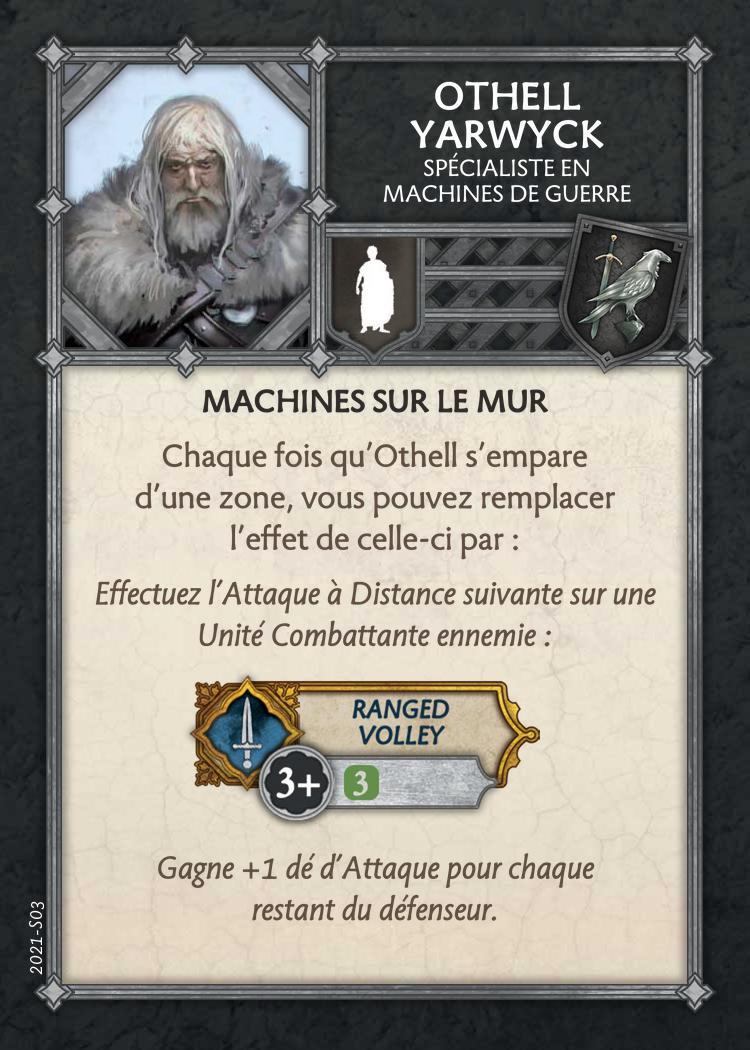 OTHELL
YARWYCK
SPÉCIALISTE EN
MACHINES DE GUERRE
MACHINES SUR LE MUR
Chaque fois qu'Othell s'empare
d'une zone, vous pouvez remplacer
l'effet de celle-ci par :
Effectuez l'Attaque à Distance suivante sur une
Unité Combattante ennemie :
RANGED
VOLLEY
3+ 3
Gagne +1 dé d'Attaque pour chaque
restant du défenseur.
2021-S03